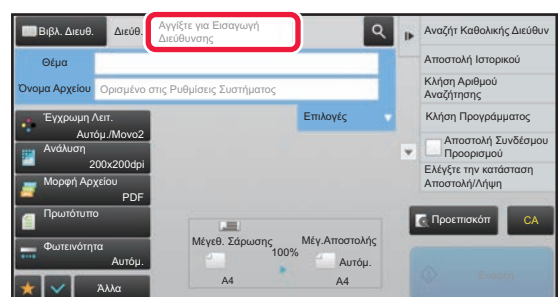 Βιβλ. Διευθ.
Διεύθ.
Αγγίξτε για Εισαγωγή
Διεύθυνσης
Θέμα
Όνομα Αρχείου
Ορισμένο στις Ρυθμίσεις Συστήματος
Έγχρωμη Λειτ.
Αυτόμ./Μονο2
Επιλογές
Ανάλυση
200x200dpi
Μορφή Αρχείου
PDF
Πρωτότυπο
Φωτεινότητα
Αυτόμ.
Άλλα
Μέγεθ. Σάρωσης
100%
Μέγ.Αποστολής
Αυτόμ.
A4
A4
Αναζήτ Καθολικής Διεύθυν
Αποστολή Ιστορικού
Κλήση Αριθμού
Αναζήτησης
Κλήση Προγράμματος
Αποστολή Συνδέσμου
Προορισμού
Ελέγξτε την κατάσταση
Αποστολή/Λήψη
Προεπισκόπ
CA
Έναρξη